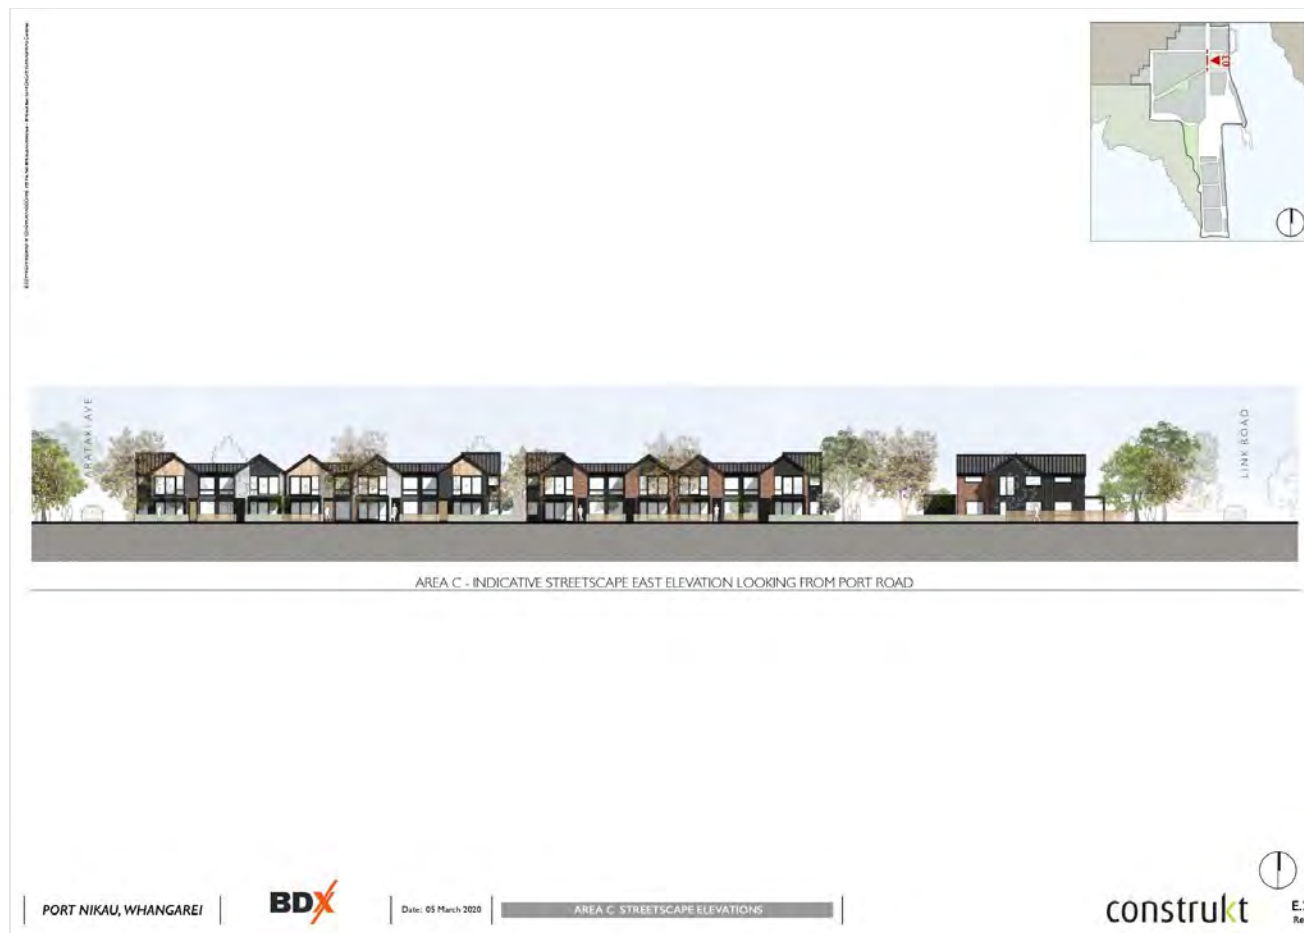 03
ARATAKI AVE
LINK ROAD
AREA C - INDICATIVE STREETSCAPE EAST ELEVATION LOOKING FROM PORT ROAD
PORT NIKAU, WHANGAREI
BDX
Date: 05 March 2020
AREA C STREETSCAPE ELEVATIONS
construkt